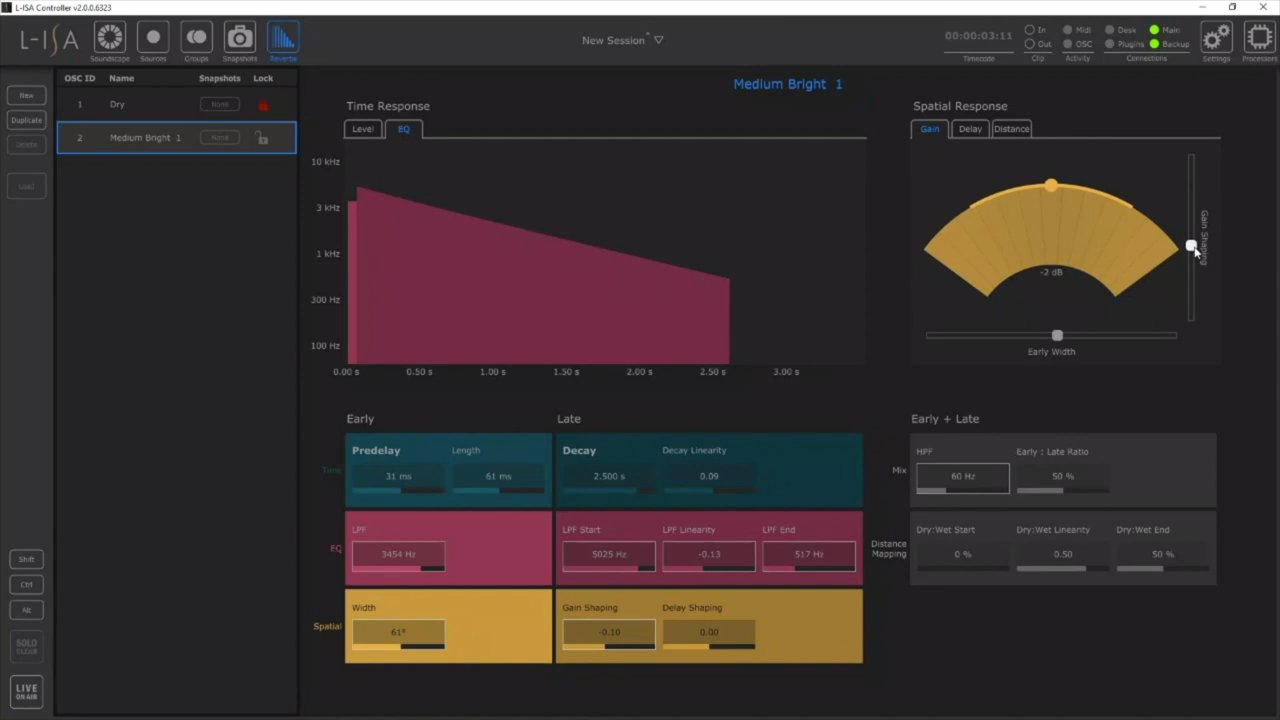 L-ISA Controller v2.0.0.6323
L-ISA
Soundscape
Sources
Groups
Snapshots
Reverbs
New Session*
00:00:03:11
Timecode
In
Out
Clip
Midi
OSC
Activity
Desk
Main
Plugins
Backup
Connections
Settings
Processors
New
Duplicate
Delete
Load
OSC ID Name Snapshots Lock
1 Dry None
2 Medium Bright 1 None
Medium Bright 1
Time Response
Level EQ
10 kHz
3 kHz
1 kHz
300 Hz
100 Hz
0.00 s 0.50 s 1.00 s 1.50 s 2.00 s 2.50 s 3.00 s
Spatial Response
Gain Delay Distance
-2 dB
Gain Shaping
Early Width
Early
Late
Early + Late
Time
Predelay Length
31 ms 61 ms
Decay Decay Linearity
2.500 s 0.09
Mix
HPF Early : Late Ratio
60 Hz 50 %
EQ
LPF
3454 Hz
LPF Start LPF Linearity LPF End
5025 Hz -0.13 517 Hz
Distance
Mapping
Dry:Wet Start Dry:Wet Linearity Dry:Wet End
0 % 0.50 50 %
Spatial
Width
61°
Gain Shaping Delay Shaping
-0.10 0.00
Shift
Ctrl
Alt
SOLO
CLEAR
LIVE
ON AIR